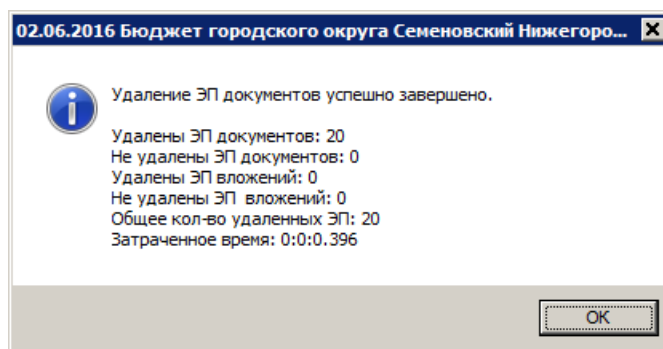 02.06.2016 Бюджет городского округа Семеновский Нижегоро...
Удаление ЭП документов успешно завершено.
Удалены ЭП документов: 20
Не удалены ЭП документов: 0
Удалены ЭП вложений: 0
Не удалены ЭП вложений: 0
Общее кол-во удаленных ЭП: 20
Затраченное время: 0:0:0.396
ОК